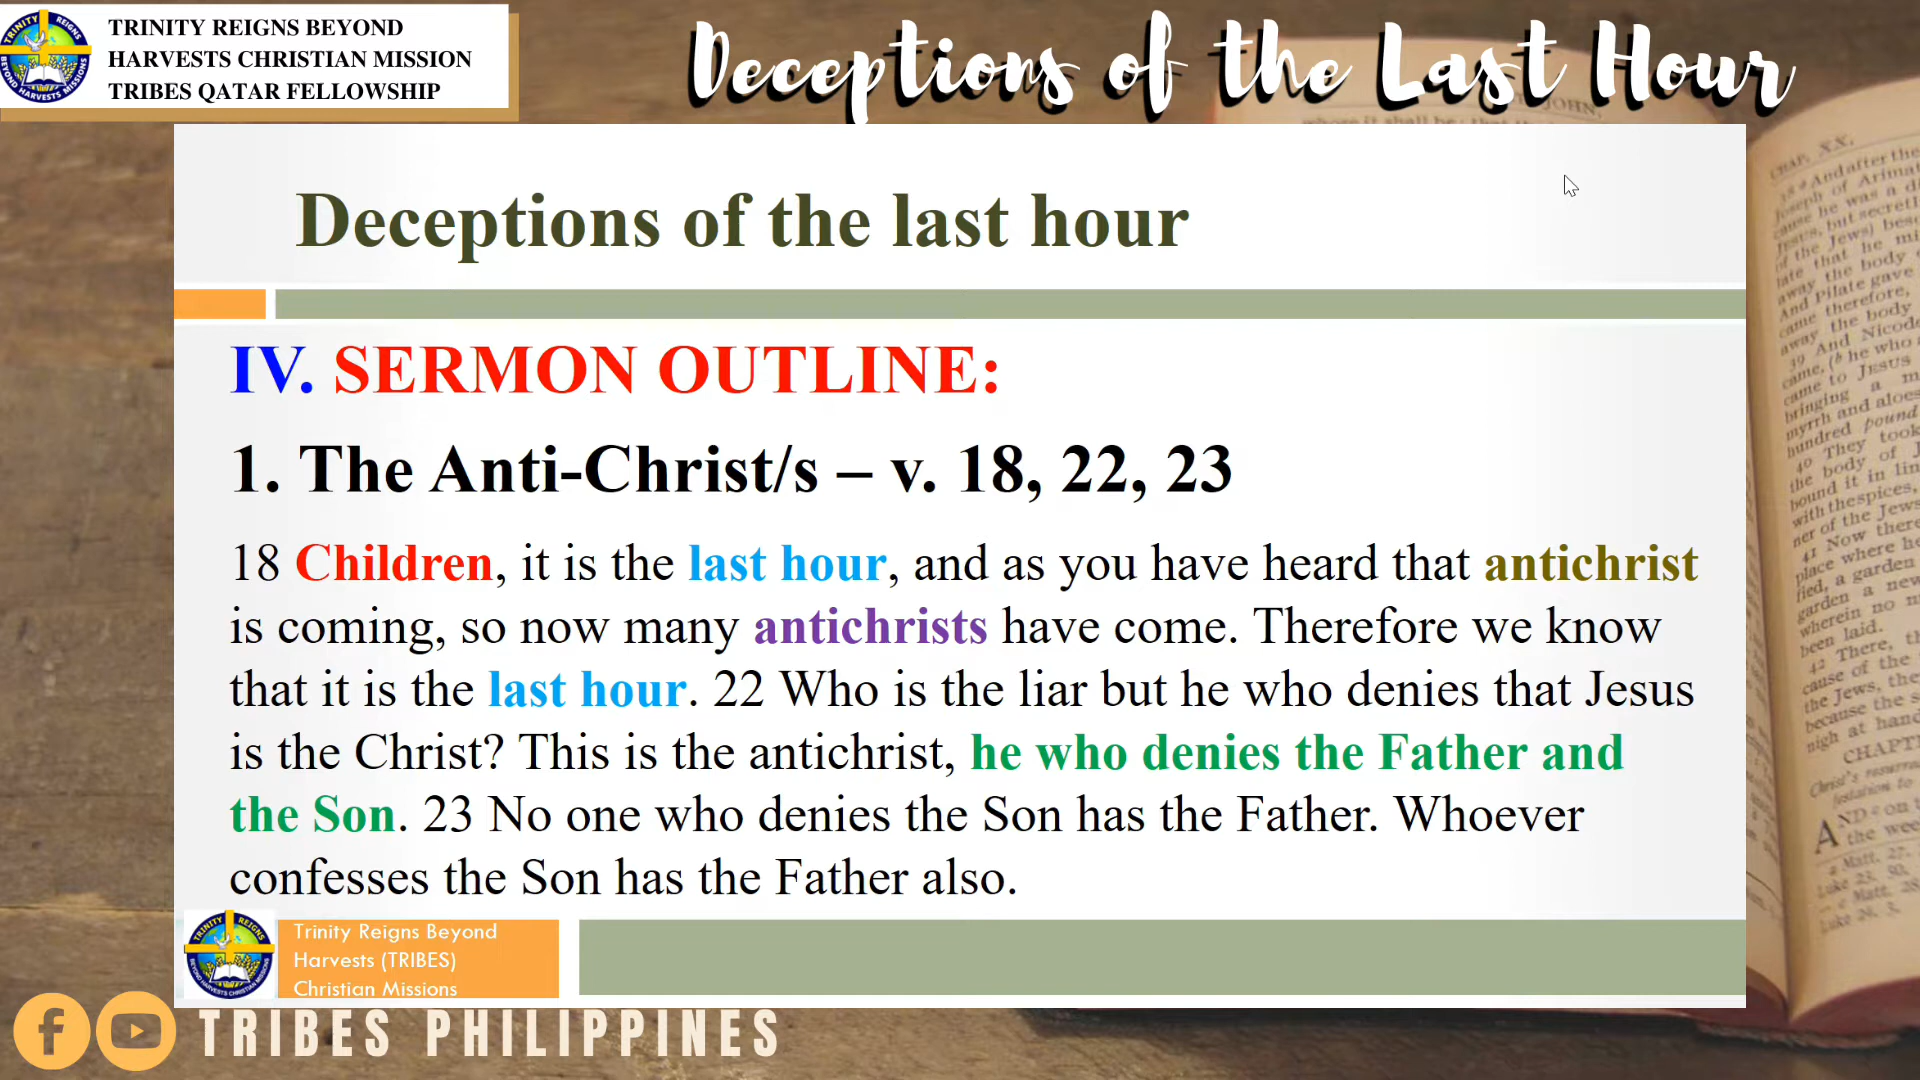 TRINITY REIGNS BEYOND
HARVESTS CHRISTIAN MISSION
TRIBES QATAR FELLOWSHIP
Deceptions of the Last Hour
Deceptions of the last hour
IV. SERMON OUTLINE:
1. The Anti-Christ/s – v. 18, 22, 23
18 Children, it is the last hour, and as you have heard that antichrist
is coming, so now many antichrists have come. Therefore we know
that it is the last hour. 22 Who is the liar but he who denies that Jesus
is the Christ? This is the antichrist, he who denies the Father and
the Son. 23 No one who denies the Son has the Father. Whoever
confesses the Son has the Father also.
TRINITY REIGNS
Trinity Reigns Beyond
Harvests (TRIBES)
Christian Missions
TRIBES PHILIPPINES